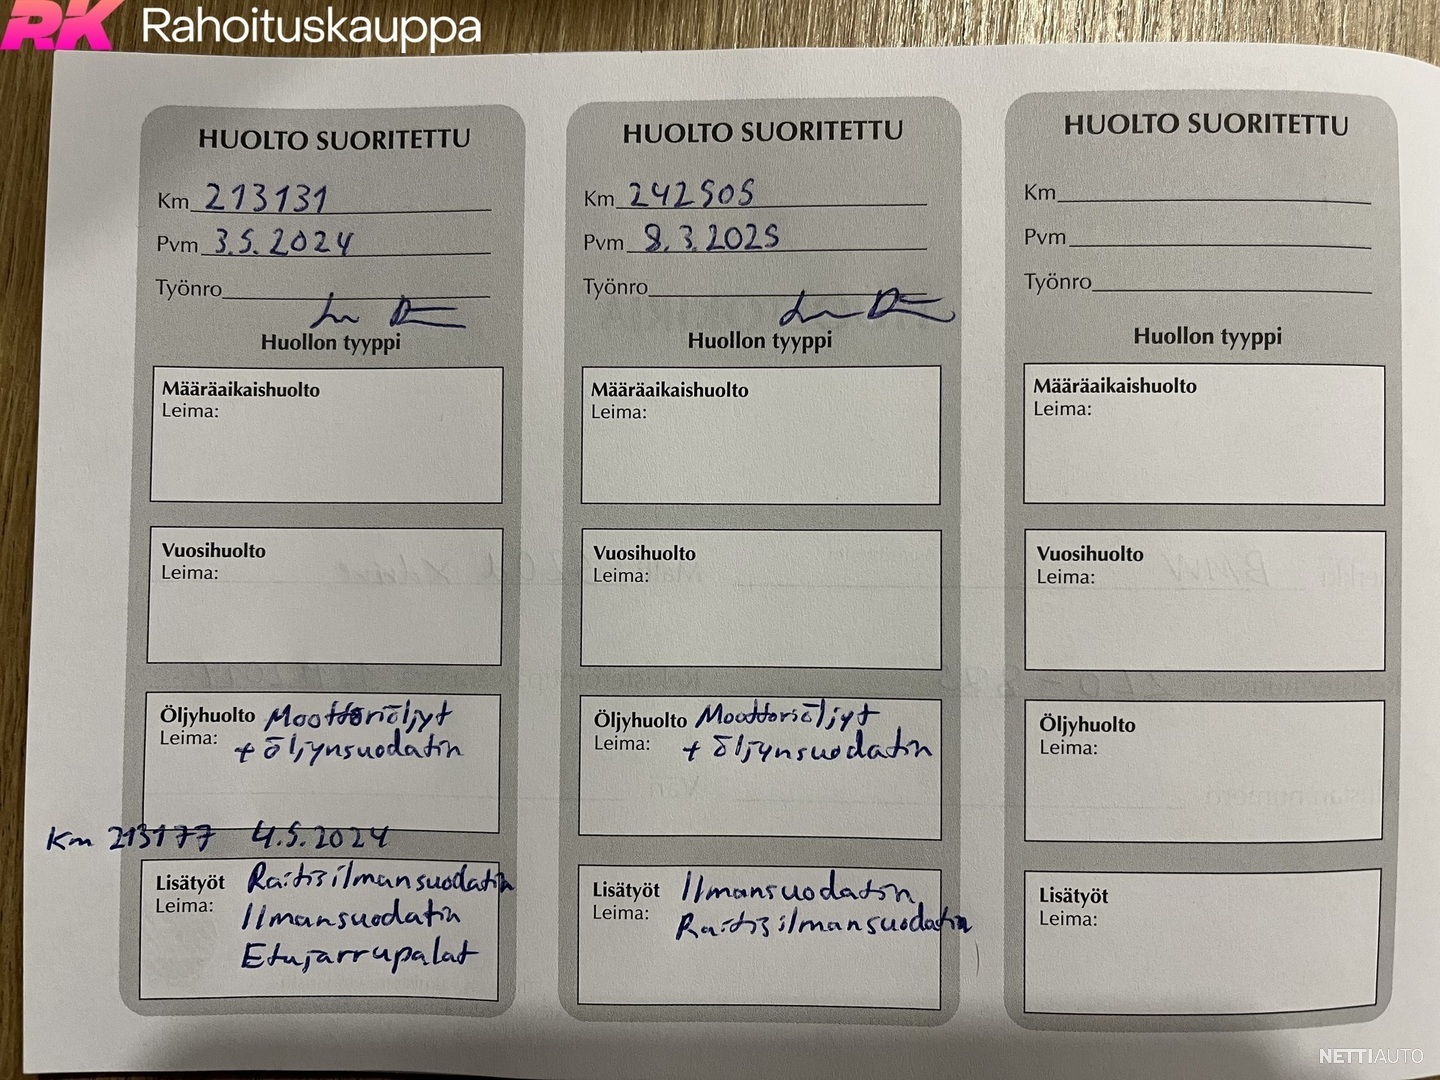 RK Rahoituskauppa
HUOLTO SUORITETTU
Km 213131
Pvm 3.5.2024
Työnro
Huollon tyyppi
Määräaikaishuolto
Leima:
Vuosihuolto
Leima:
Öljyhuolto Moottoriöljyt
Leima: + öljynsuodatin
Km 213177 4.5.2024
Lisätyöt Raitisilmansuodatin
Leima: Ilmansuodatin
Etujarrupalat
HUOLTO SUORITETTU
Km 242505
Pvm 8.3.2025
Työnro
Huollon tyyppi
Määräaikaishuolto
Leima:
Vuosihuolto
Leima:
Öljyhuolto Moottoriöljyt
Leima: + öljynsuodatin
Lisätyöt Ilmansuodatin
Leima: Raitisilmansuodatin
HUOLTO SUORITETTU
Km
Pvm
Työnro
Huollon tyyppi
Määräaikaishuolto
Leima:
Vuosihuolto
Leima:
Öljyhuolto
Leima:
Lisätyöt
Leima:
NETTIAUTO